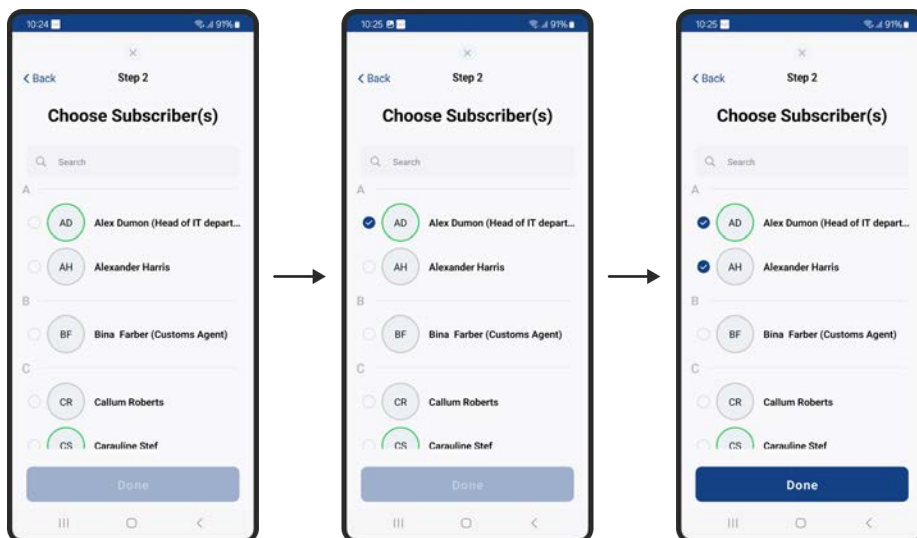 10:24
91%
Back
Step 2
Choose Subscriber(s)
Search
A
AD
Alex Dumon (Head of IT depart...
AH
Alexander Harris
B
BF
Bina Farber (Customs Agent)
C
CR
Callum Roberts
CS
Carauline Stef
Done
10:25
91%
Back
Step 2
Choose Subscriber(s)
Search
A
AD
Alex Dumon (Head of IT depart...
AH
Alexander Harris
B
BF
Bina Farber (Customs Agent)
C
CR
Callum Roberts
CS
Carauline Stef
Done
10:25
91%
Back
Step 2
Choose Subscriber(s)
Search
A
AD
Alex Dumon (Head of IT depart...
AH
Alexander Harris
B
BF
Bina Farber (Customs Agent)
C
CR
Callum Roberts
CS
Carauline Stef
Done